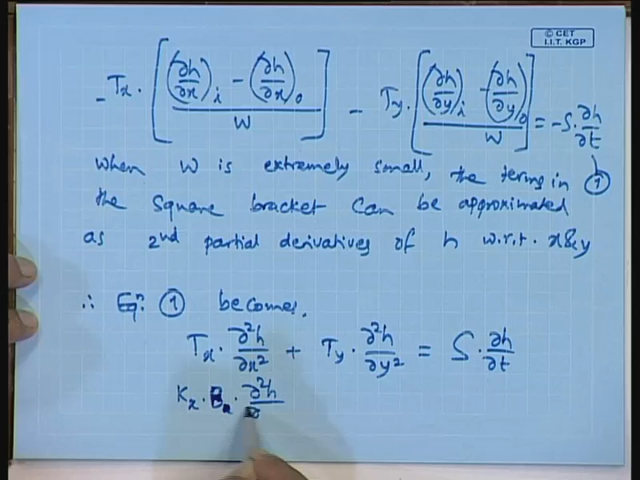 © CET
I.I.T. KGP
- Tx · [ ((∂h/∂x)i - (∂h/∂x)o) / W ] - Ty · [ ((∂h/∂y)i - (∂h/∂y)o) / W ] = -S · ∂h/∂t
when W is extremely small, the terms in ①
the square bracket can be approximated
as 2nd partial derivatives of h w.r.t. x & y
∴ Eqn. ① becomes,
Tx · ∂²h/∂x² + Ty · ∂²h/∂y² = S · ∂h/∂t
Kx · · ∂²h/∂